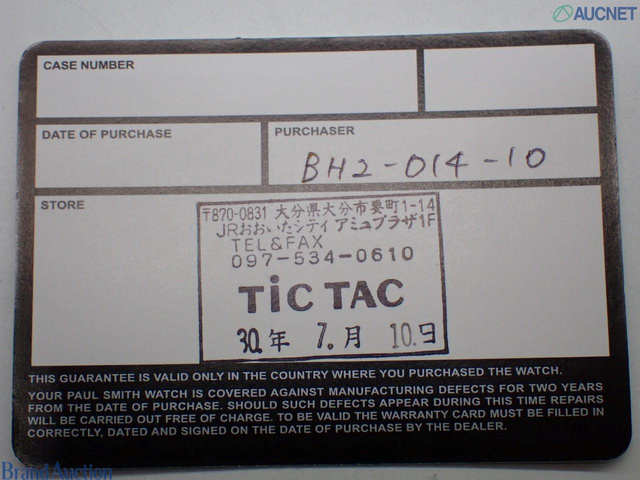 AUCNET
CASE NUMBER
DATE OF PURCHASE
PURCHASER
BH2-014-10
STORE
〒870-0831 大分県大分市要町1-14
JRおおいたシティ アミュプラザ1F
TEL&FAX
097-534-0610
TiC TAC
30.年 7.月 10.日
THIS GUARANTEE IS VALID ONLY IN THE COUNTRY WHERE YOU PURCHASED THE WATCH.
YOUR PAUL SMITH WATCH IS COVERED AGAINST MANUFACTURING DEFECTS FOR TWO YEARS
FROM THE DATE OF PURCHASE. SHOULD SUCH DEFECTS APPEAR DURING THIS TIME REPAIRS
WILL BE CARRIED OUT FREE OF CHARGE. TO BE VALID THE WARRANTY CARD MUST BE FILLED IN
CORRECTLY, DATED AND SIGNED ON THE DATE OF PURCHASE BY THE DEALER.
Brand Auction